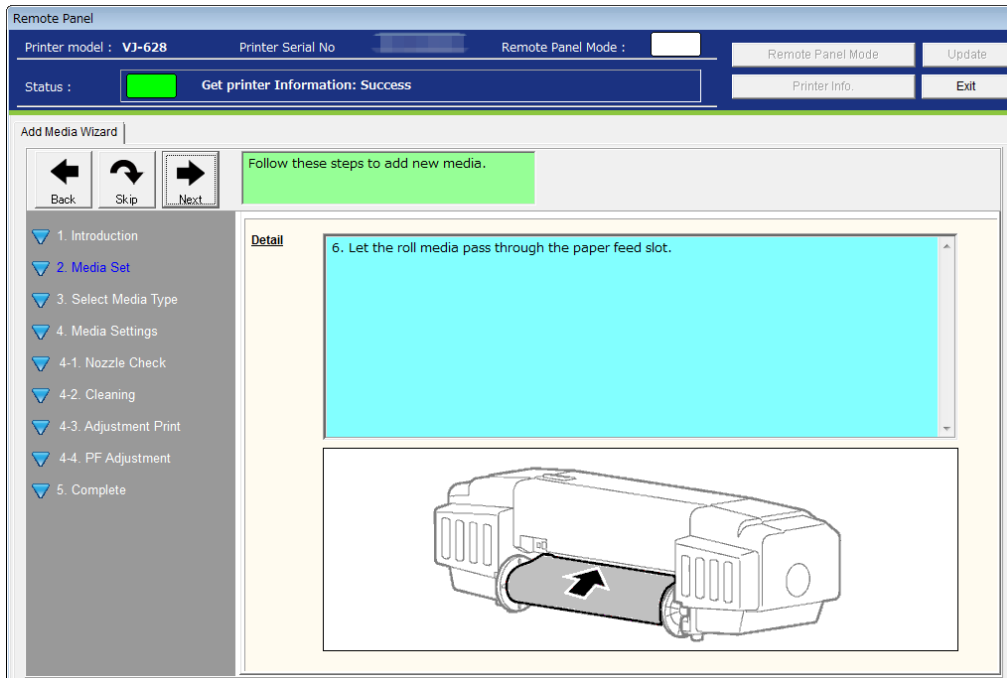 Remote Panel
Printer model : VJ-628 Printer Serial No Remote Panel Mode :
Remote Panel Mode Update
Status : Get printer Information: Success
Printer Info. Exit
Add Media Wizard
Back Skip Next
Follow these steps to add new media.
1. Introduction
2. Media Set
3. Select Media Type
4. Media Settings
4-1. Nozzle Check
4-2. Cleaning
4-3. Adjustment Print
4-4. PF Adjustment
5. Complete
Detail
6. Let the roll media pass through the paper feed slot.